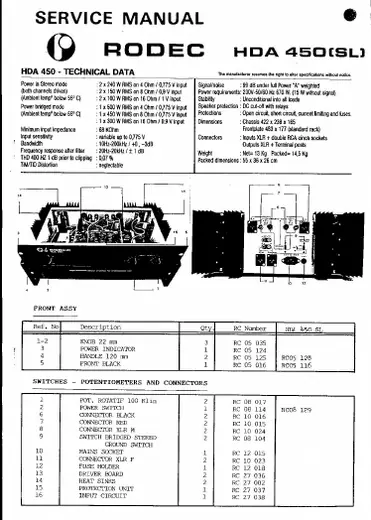 SERVICE MANUAL
RODEC HDA 450(SL)
HDA 450 - TECHNICAL DATA
The manufacturer reserves the right to alter specifications without notice.
Power in Stereo mode : 2 x 240 W RMS on 4 Ohm / 0,775 V input
(both channels driven) : 2 x 150 W RMS on 8 Ohm / 0,9 V input
(Ambient temp° below 55° C) : 2 x 100 W RMS on 16 Ohm / 1 V input
Power bridged mode : 1 x 500 W RMS on 4 Ohm / 0,775 V input
(Ambient temp° below 55° C) : 1 x 450 W RMS on 8 Ohm / 0,775 V input
: 1 x 300 W RMS on 16 Ohm / 0,9 V input
Minimum input impedance : 68 KOhm
Input sensitivity : variable up to 0,775 V
Bandwidth : 10Hz-200kHz / +0, -3dB
Frequency response after filter : 20Hz-20kHz / ± 1 dB
THD 400 HZ 1 dB prior to clipping : 0,07 %
TIM/TID Distortion : neglectable
Signal/noise : 99 dB under full Power "A" weighted
Power requirements : 230V-50/60 Hz 670 W. (15 W without signal)
Stability : Unconditional into all loads
Speaker protection : DC cut-off with relays
Protections : Open circuit, short circuit, current limiting and fuses
Dimensions : Chassis 422 x 298 x 165
Frontplate 483 x 177 (standard rack)
Connectors : Inputs XLR + double RCA cinch sockets
Outputs XLR + Terminal posts
Weight : Net= 13 Kg Packed= 14,5 Kg
Packed dimensions : 55 x 36 x 26 cm
FRONT ASSY
Ref. No Description Qty RC Number HDA 450 SL
1-2 KNOB 22 mm 3 RC 05 035
3 POWER INDICATOR 1 RC 05 124
4 HANDLE 120 mm 2 RC 05 125 RC05 128
5 FRONT BLACK 1 RC 05 016 RC05 116
SWITCHES - POTENTIOMETERS AND CONNECTORS
1 POT. ROTATIF 100 Klin 2 RC 08 017
2 POWER SWITCH 1 RC 08 114 RC08 129
6 CONNECTOR BLACK 2 RC 10 016
7 CONNECTOR RED 2 RC 10 015
8 CONNECTOR XLR M 2 RC 10 024
9 SWITCH BRIDGED STEREO 2 RC 08 104
GROUND SWITCH
10 MAINS SOCKET 1 RC 12 015
11 CONNECTOR XLR F 2 RC 10 023
12 FUSE HOLDER 1 RC 12 018
13 DRIVER BOARD 2 RC 27 036
14 HEAT SINKS 2 RC 27 002
15 PROTECTION UNIT 1 RC 27 037
16 INPUT CIRCUIT 1 RC 27 038